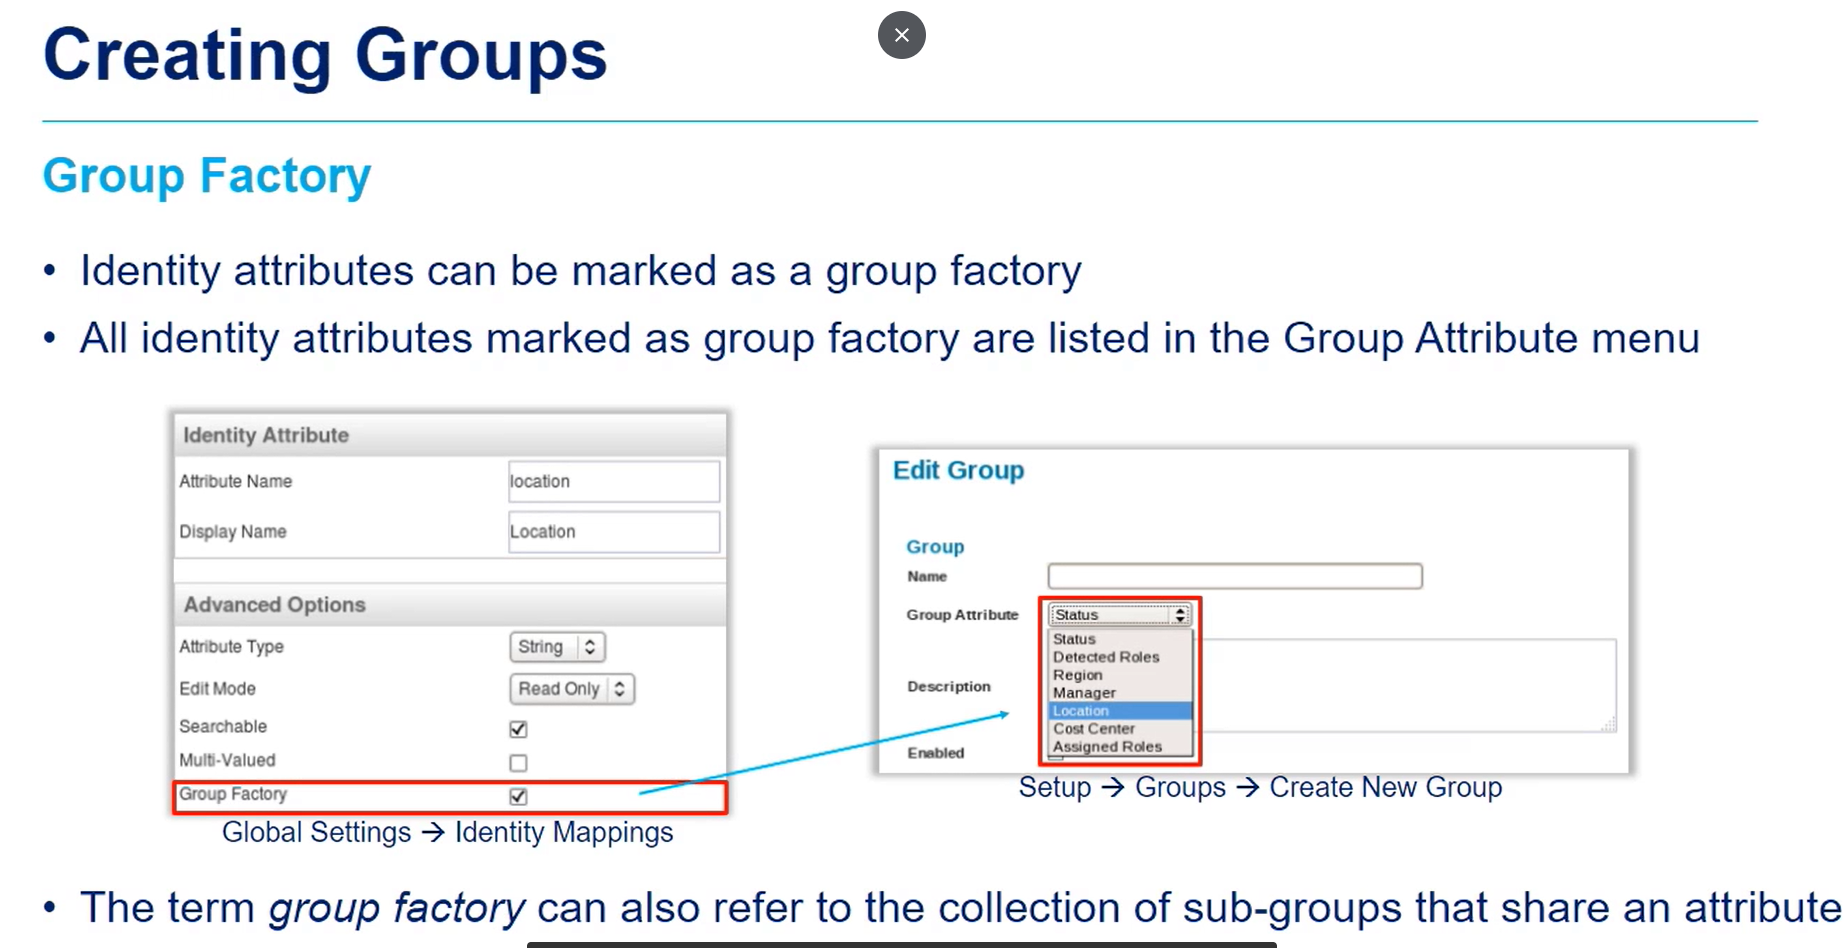 Creating Groups
Group Factory
• Identity attributes can be marked as a group factory
• All identity attributes marked as group factory are listed in the Group Attribute menu
Identity Attribute
Attribute Name location
Display Name Location
Advanced Options
Attribute Type String
Edit Mode Read Only
Searchable
Multi-Valued
Group Factory
Global Settings → Identity Mappings
Edit Group
Group
Name
Group Attribute Status
Status
Detected Roles
Region
Manager
Location
Cost Center
Assigned Roles
Description
Enabled
Setup → Groups → Create New Group
• The term group factory can also refer to the collection of sub-groups that share an attribute